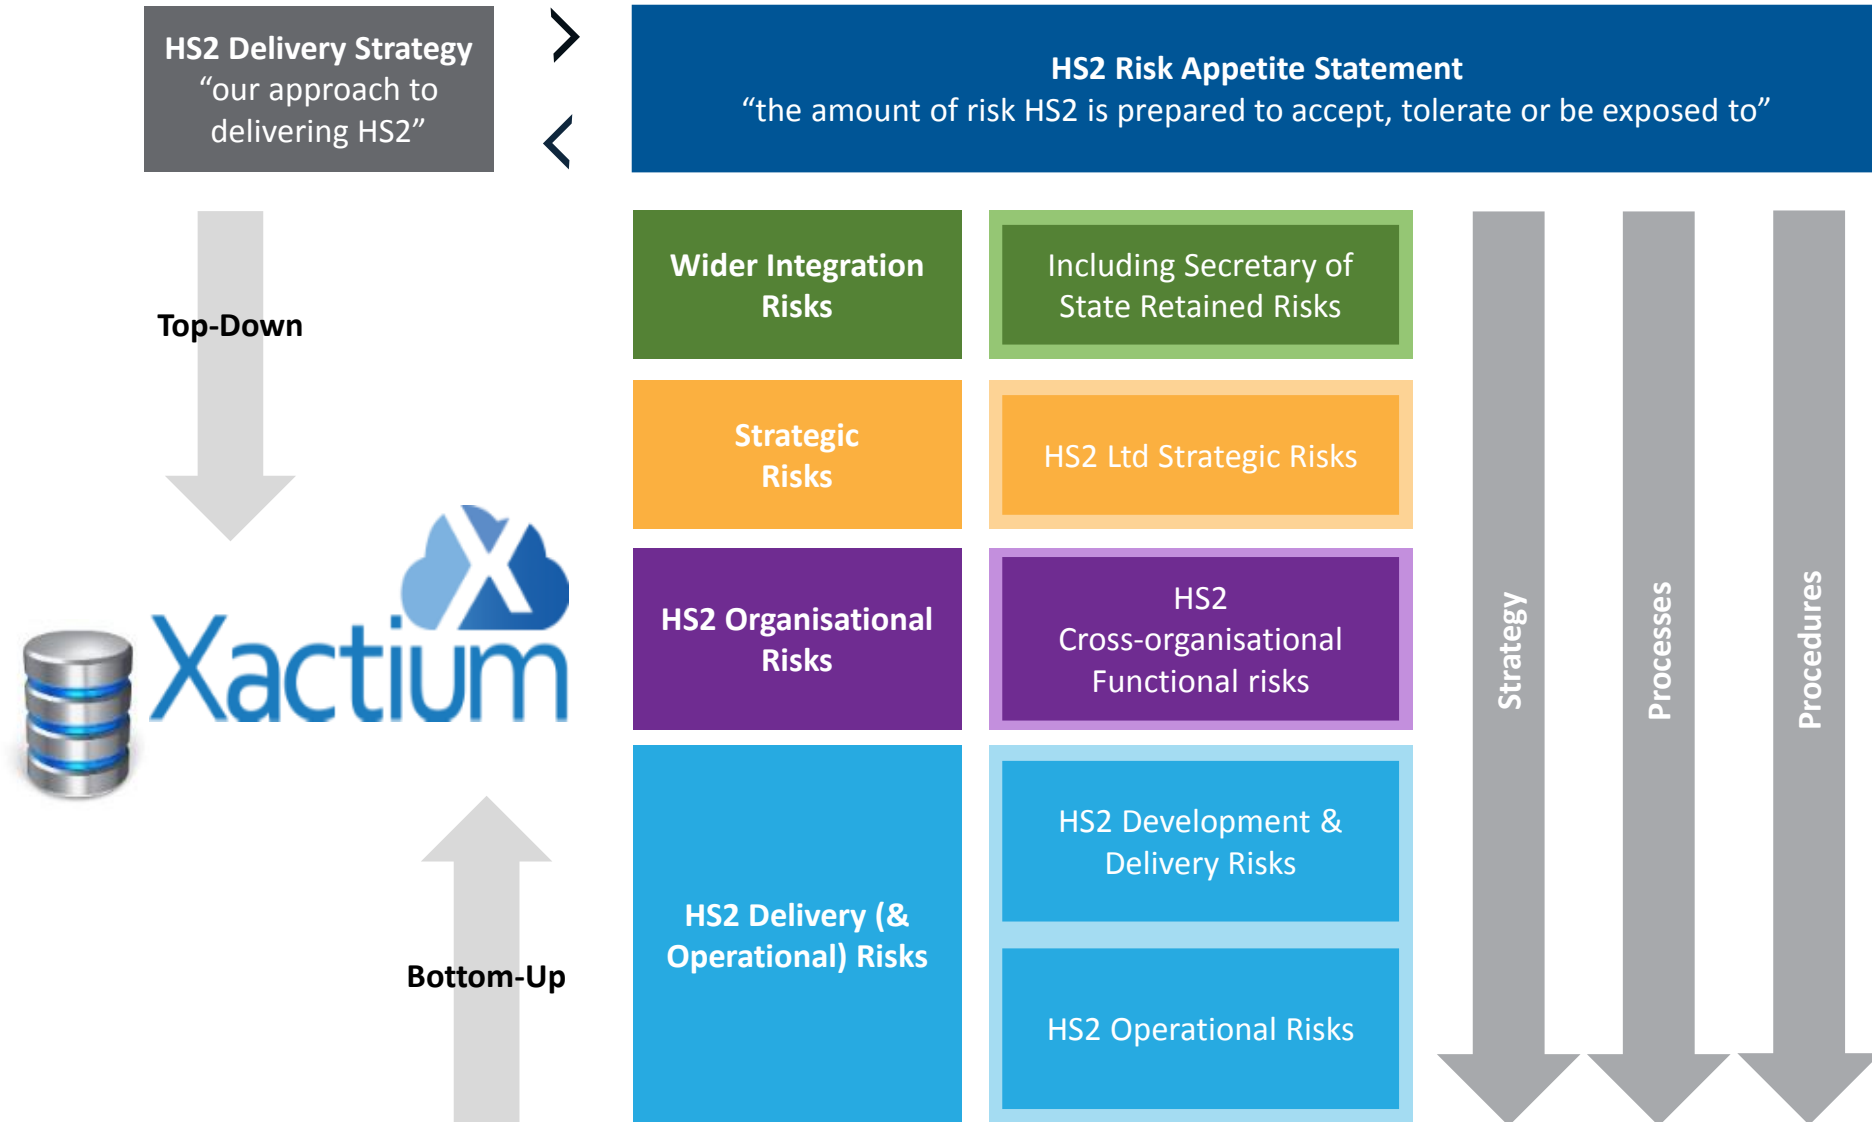 HS2 Delivery Strategy
“our approach to
delivering HS2”
HS2 Risk Appetite Statement
“the amount of risk HS2 is prepared to accept, tolerate or be exposed to”
Top-Down
Wider Integration
Risks
Including Secretary of
State Retained Risks
Strategic
Risks
HS2 Ltd Strategic Risks
X
Xactium
HS2 Organisational
Risks
HS2
Cross-organisational
Functional risks
Bottom-Up
HS2 Delivery (&
Operational) Risks
HS2 Development &
Delivery Risks
HS2 Operational Risks
Strategy
Processes
Procedures